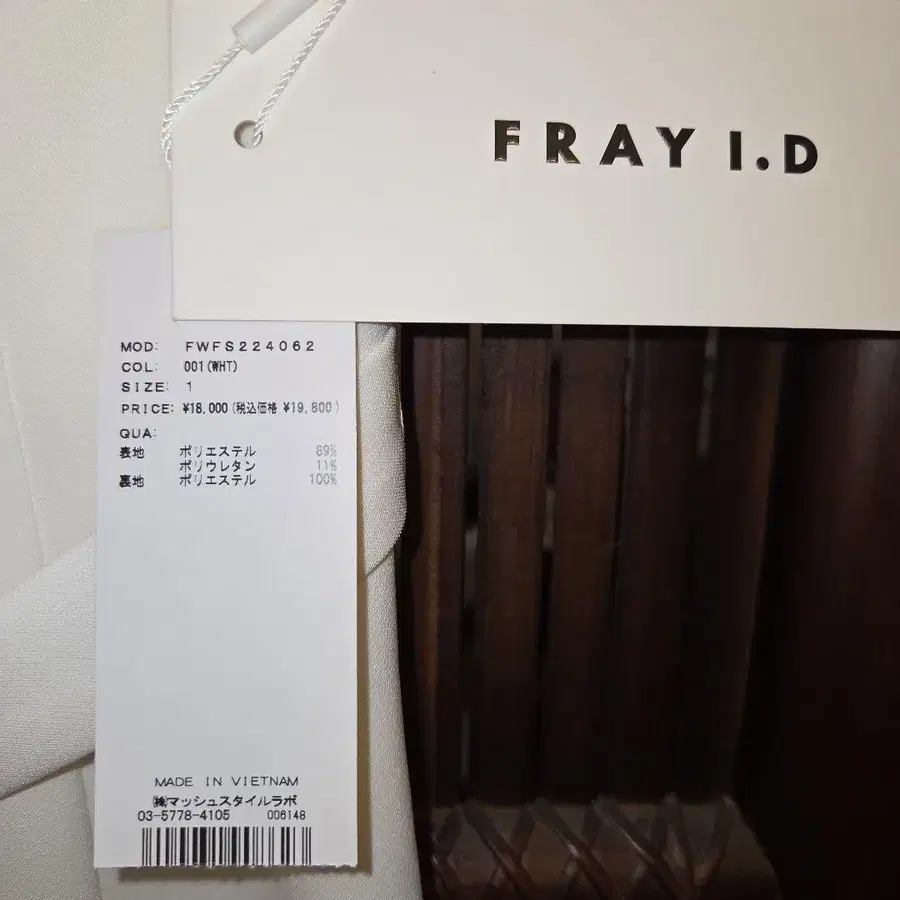 FRAY I.D
MOD: FWFS224062
COL: 001(WHT)
SIZE: 1
PRICE: ¥18,000(税込価格 ¥19,800)
QUA:
表地 ポリエステル 89%
ポリウレタン 11%
裏地 ポリエステル 100%
MADE IN VIETNAM
㈱マッシュスタイルラボ
03-5778-4105 006148